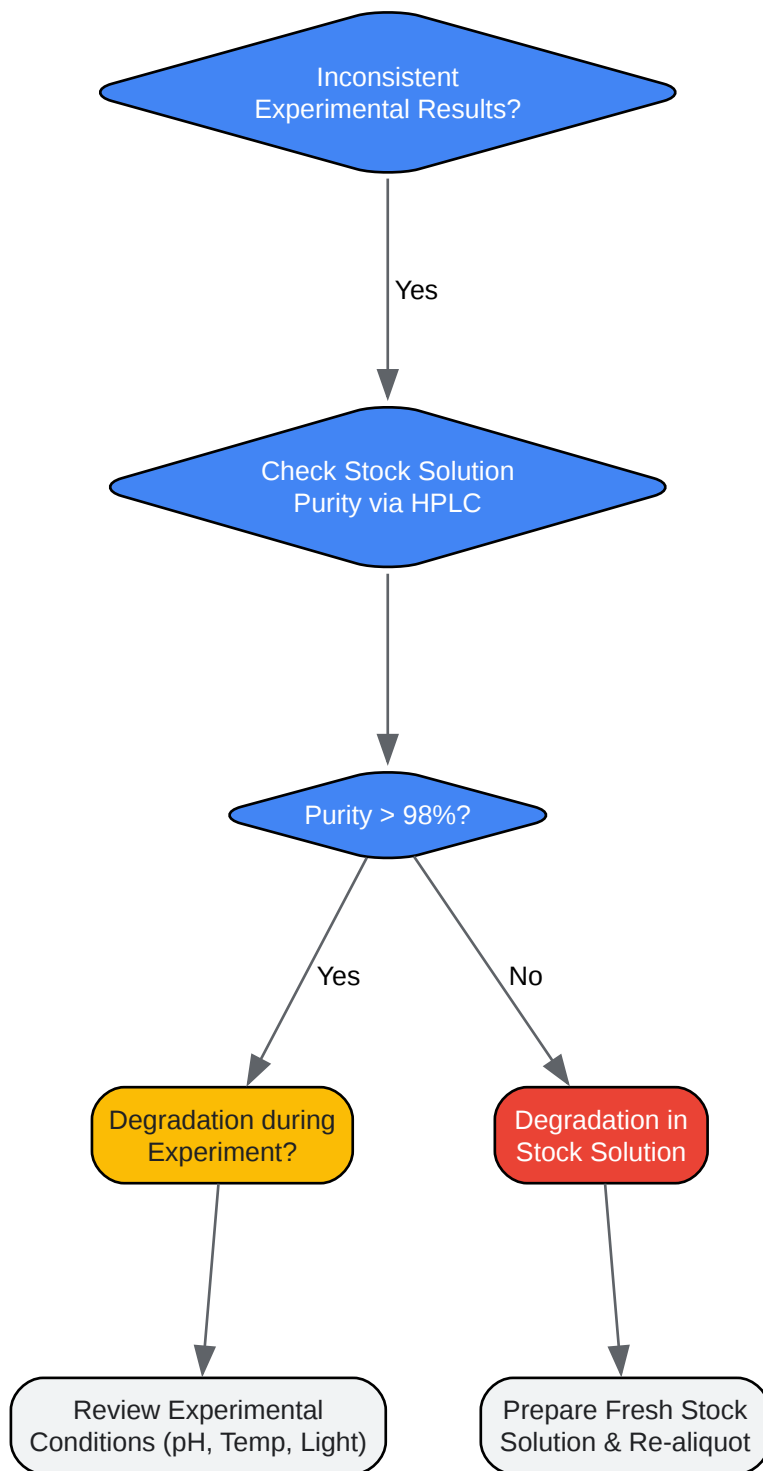 Inconsistent
Experimental Results?
Yes
Check Stock Solution
Purity via HPLC
Purity > 98%?
Yes
No
Degradation during
Experiment?
Degradation in
Stock Solution
Review Experimental
Conditions (pH, Temp, Light)
Prepare Fresh Stock
Solution & Re-aliquot